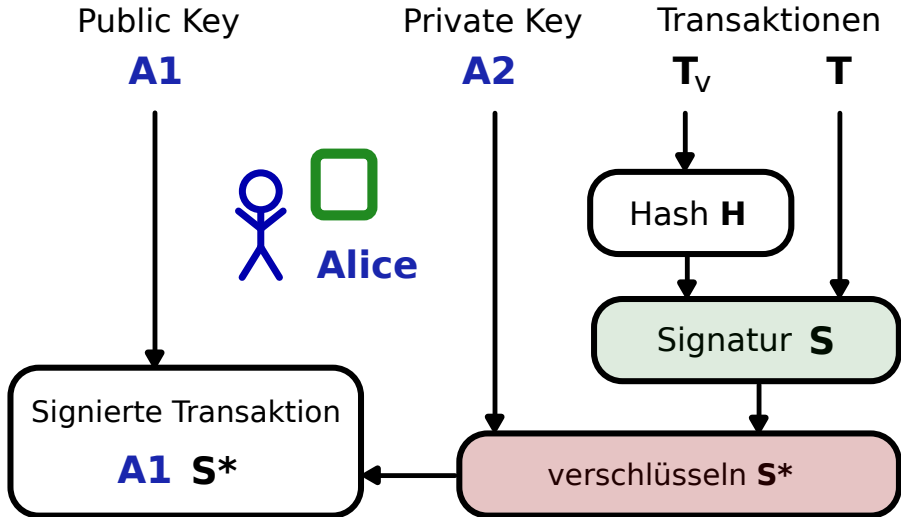 Public Key
Private Key
Transaktionen
A1
A2
Tv
T
Hash H
Alice
Signatur S
Signierte Transaktion
A1 S*
verschlüsseln S*